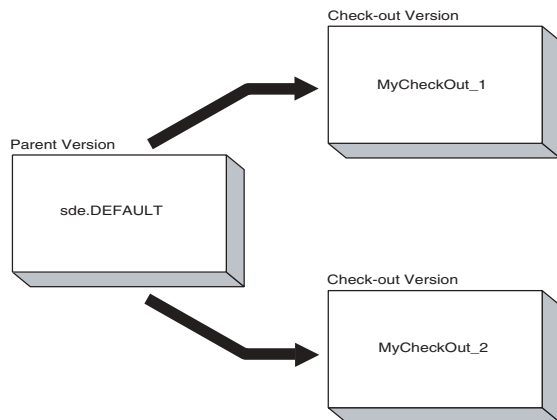 Check-out Version
MyCheckOut_1
Parent Version
sde.DEFAULT
Check-out Version
MyCheckOut_2